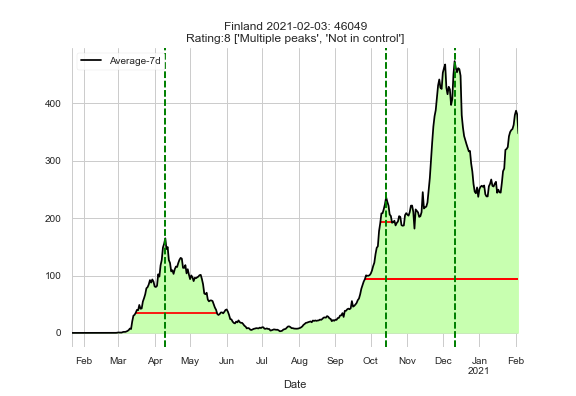 Finland 2021-02-03: 46049
Rating:8 ['Multiple peaks', 'Not in control']
Average-7d
400
300
200
100
0
Feb Mar Apr May Jun Jul Aug Sep Oct Nov Dec Jan Feb
2021
Date